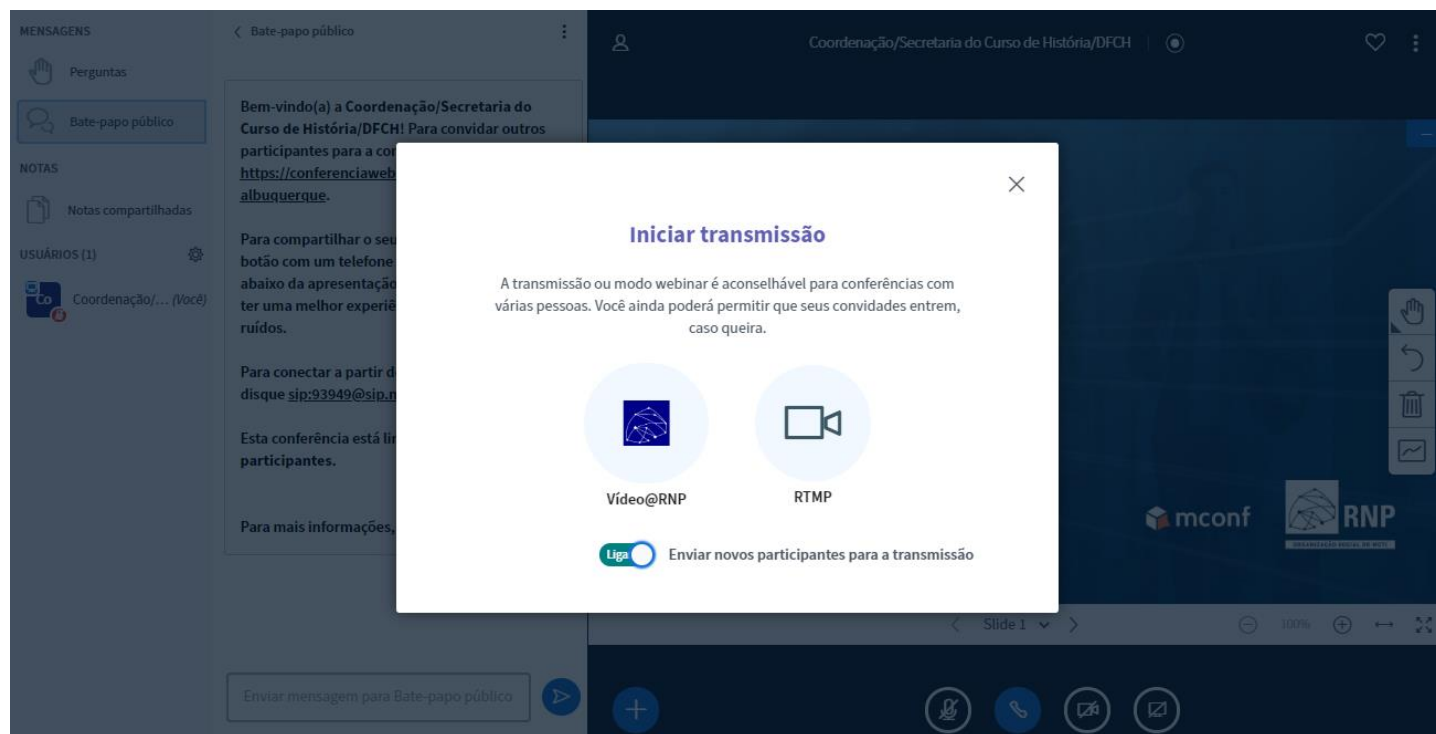 MENSAGENS
Perguntas
Bate-papo público
NOTAS
Notas compartilhadas
USUÁRIOS (1)
Co
Coordenação/... (Você)
Bate-papo público
Bem-vindo(a) a Coordenação/Secretaria do
Curso de História/DFCH! Para convidar outros
participantes para a
https://conferenciaweb
albuquerque.
Para compartilhar o seu
botão com um telefone
abaixo da apresentação
ter uma melhor
ruídos.
Para conectar a partir
disque sip:93949@sip.
Esta conferência está
participantes.
Para mais informações,
Enviar mensagem para Bate-papo público
Coordenação/Secretaria do Curso de História/DFCH
Iniciar transmissão
A transmissão ou modo webinar é aconselhável para conferências com
várias pessoas. Você ainda poderá permitir que seus convidades entrem,
caso queira.
Vídeo@RNP
RTMP
Liga
Enviar novos participantes para a transmissão
mconf
RNP
Slide 1
100%